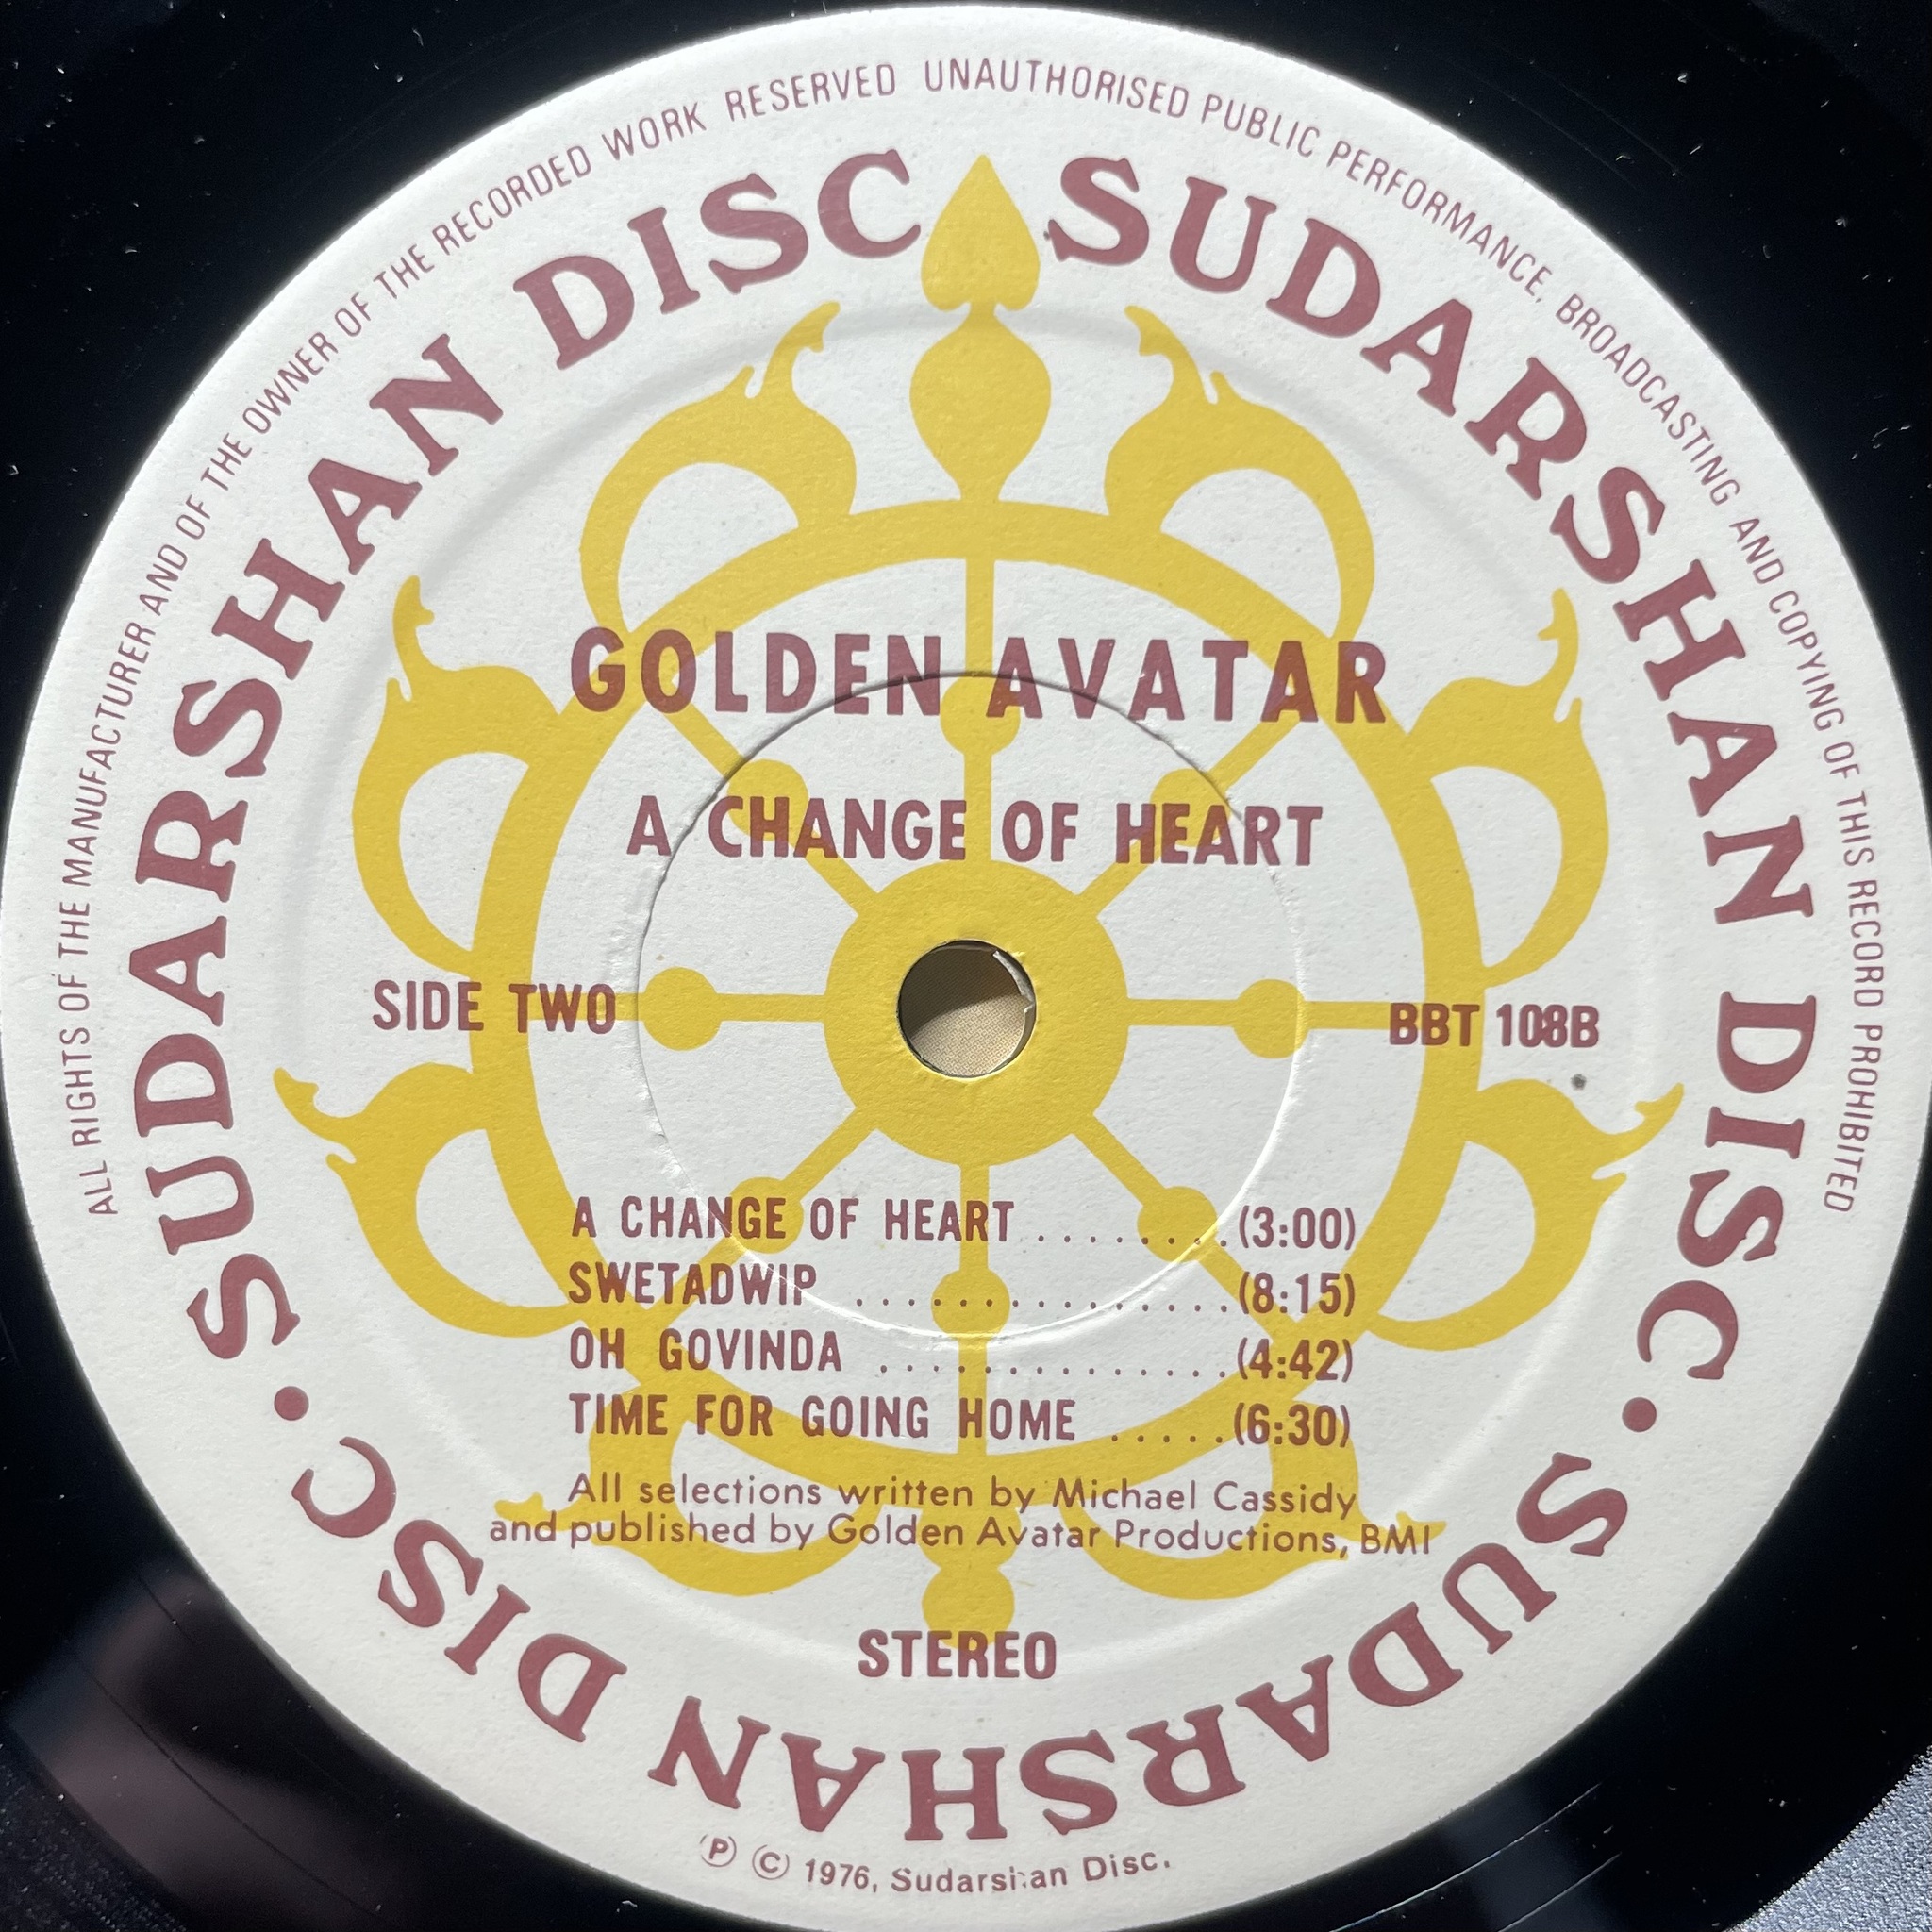 ALL RIGHTS OF THE MANUFACTURER AND OF THE OWNER OF THE RECORDED WORK RESERVED UNAUTHORISED PUBLIC PERFORMANCE, BROADCASTING AND COPYING OF THIS RECORD PROHIBITED
SUDARSHAN DISC • SUDARSHAN DISC • SUDARSHAN DISC
GOLDEN AVATAR
A CHANGE OF HEART
SIDE TWO
BBT 108B
A CHANGE OF HEART ........ (3:00)
SWETADWIP ............... (8:15)
OH GOVINDA .............. (4:42)
TIME FOR GOING HOME ..... (6:30)
All selections written by Michael Cassidy
and published by Golden Avatar Productions, BMI
STEREO
Ⓟ © 1976, Sudarshan Disc.